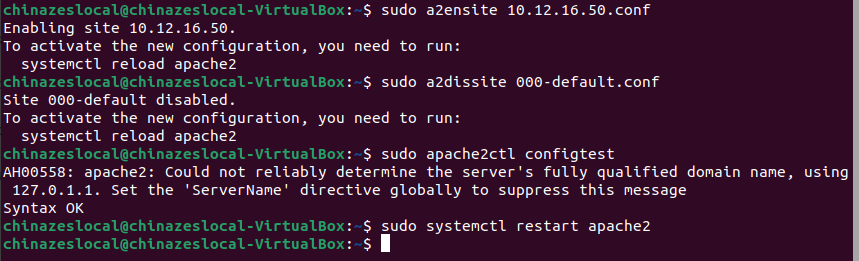 chinazeslocal@chinazeslocal-VirtualBox:~$ sudo a2ensite 10.12.16.50.conf
Enabling site 10.12.16.50.
To activate the new configuration, you need to run:
  systemctl reload apache2
chinazeslocal@chinazeslocal-VirtualBox:~$ sudo a2dissite 000-default.conf
Site 000-default disabled.
To activate the new configuration, you need to run:
  systemctl reload apache2
chinazeslocal@chinazeslocal-VirtualBox:~$ sudo apache2ctl configtest
AH00558: apache2: Could not reliably determine the server's fully qualified domain name, using
 127.0.1.1. Set the 'ServerName' directive globally to suppress this message
Syntax OK
chinazeslocal@chinazeslocal-VirtualBox:~$ sudo systemctl restart apache2
chinazeslocal@chinazeslocal-VirtualBox:~$